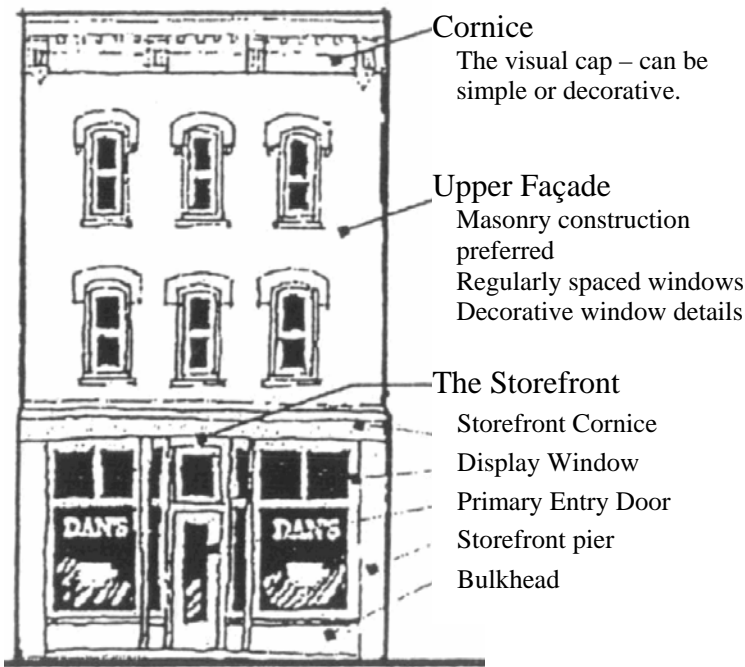 Cornice
The visual cap – can be
simple or decorative.
Upper Façade
Masonry construction
preferred
Regularly spaced windows
Decorative window details
The Storefront
Storefront Cornice
Display Window
Primary Entry Door
Storefront pier
Bulkhead
DAN'S
DAN'S